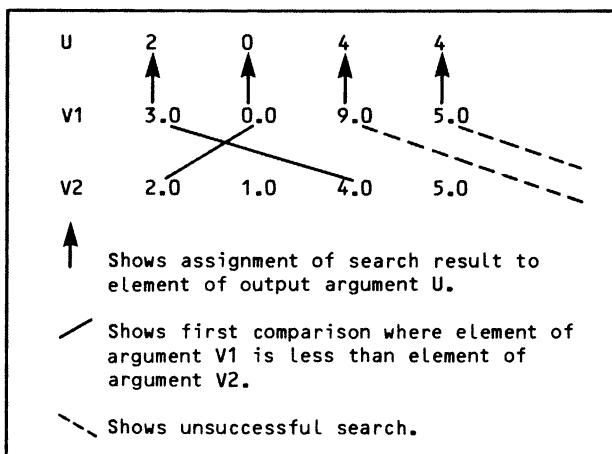 U 2 0 4 4
V1 3.0 0.0 9.0 5.0
V2 2.0 1.0 4.0 5.0
Shows assignment of search result to
element of output argument U.
Shows first comparison where element of
argument V1 is less than element of
argument V2.
Shows unsuccessful search.